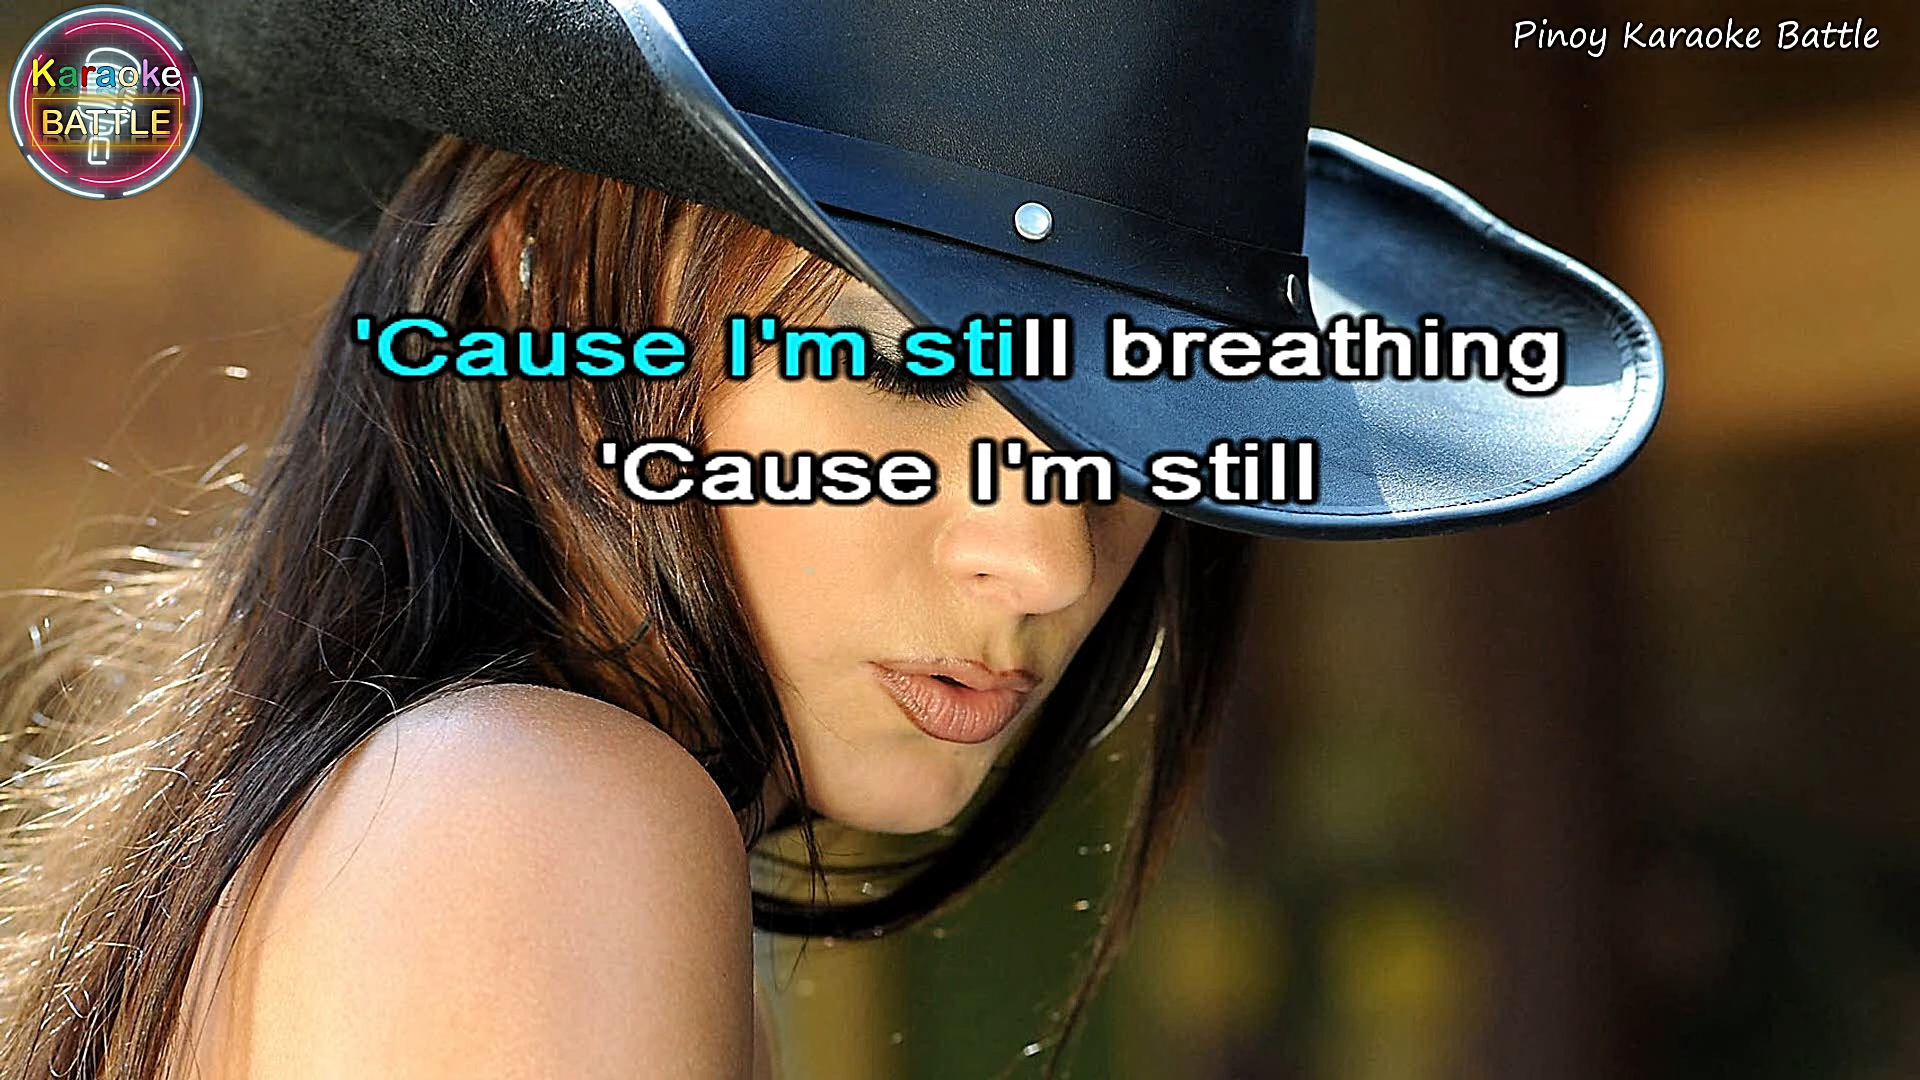 Karaoke
BATTLE
Pinoy Karaoke Battle
'Cause I'm still breathing
'Cause I'm still